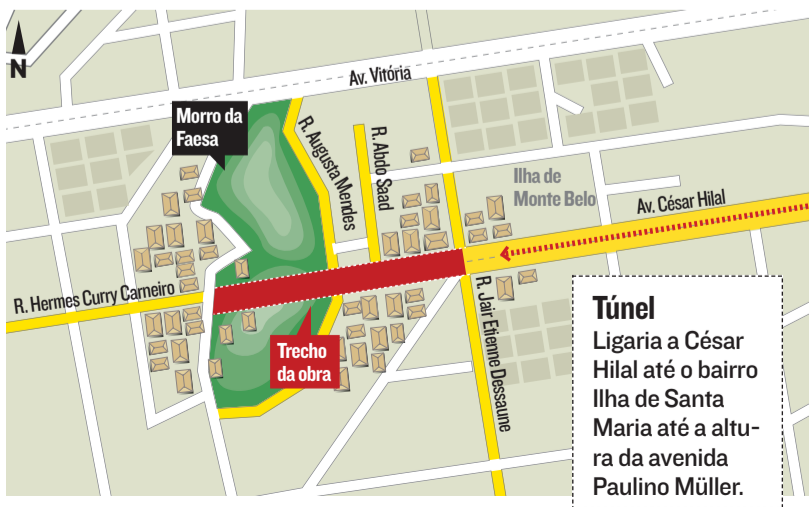 N
Av. Vitória
Morro da
Faesa
R. Augusta Mendes
R. Abdo Saad
Ilha de
Monte Belo
Av. César Hilal
R. Hermes Curry Carneiro
Trecho
da obra
R. Jair Etienne Dessaune
Túnel
Ligaria a César
Hilal até o bairro
Ilha de Santa
Maria até a altu-
ra da avenida
Paulino Müller.